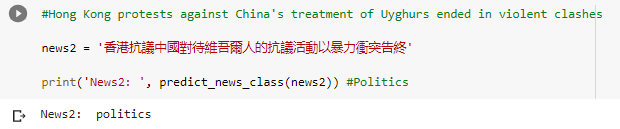 #Hong Kong protests against China's treatment of Uyghurs ended in violent clashes
news2 = '香港抗議中國對待維吾爾人的抗議活動以暴力衝突告終'
print('News2: ', predict_news_class(news2)) #Politics
News2:  politics